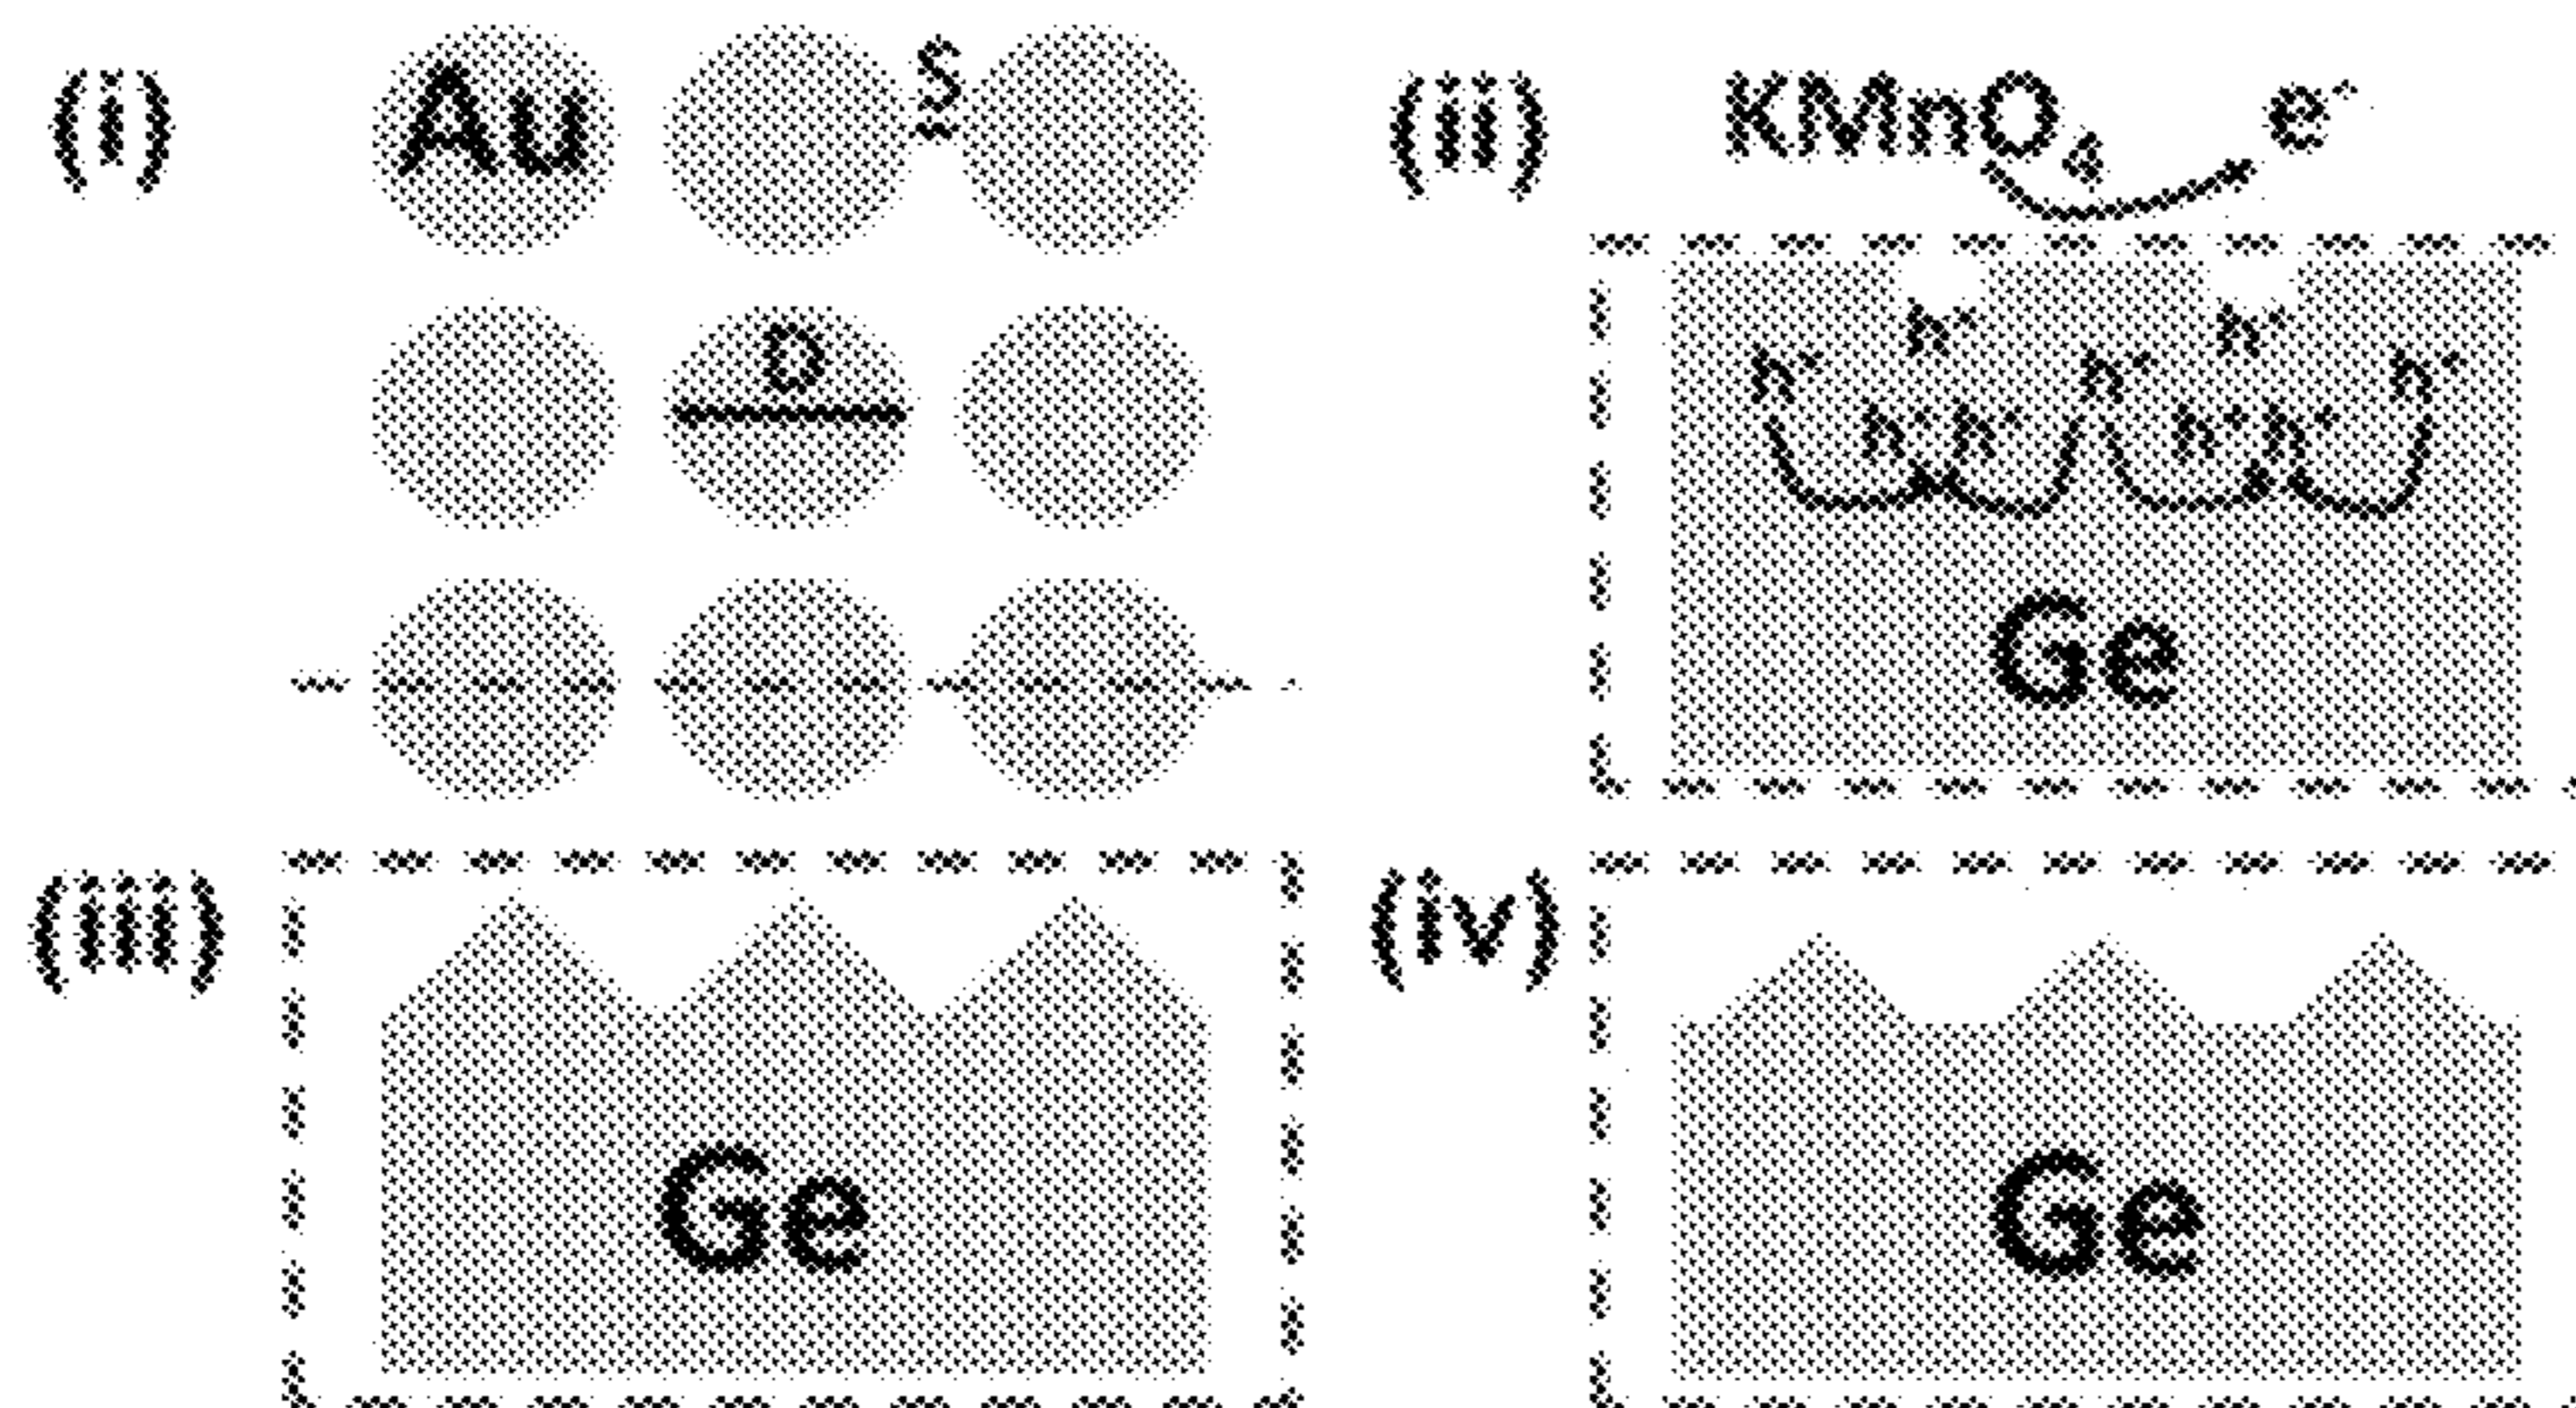 (i)
Au
S
D
(ii)
KMnO₄ e⁻
h⁺ h⁺
h⁺ h⁺ h⁺
h⁺ h⁺ h⁺ h⁺
Ge
(iii)
Ge
(iv)
Ge